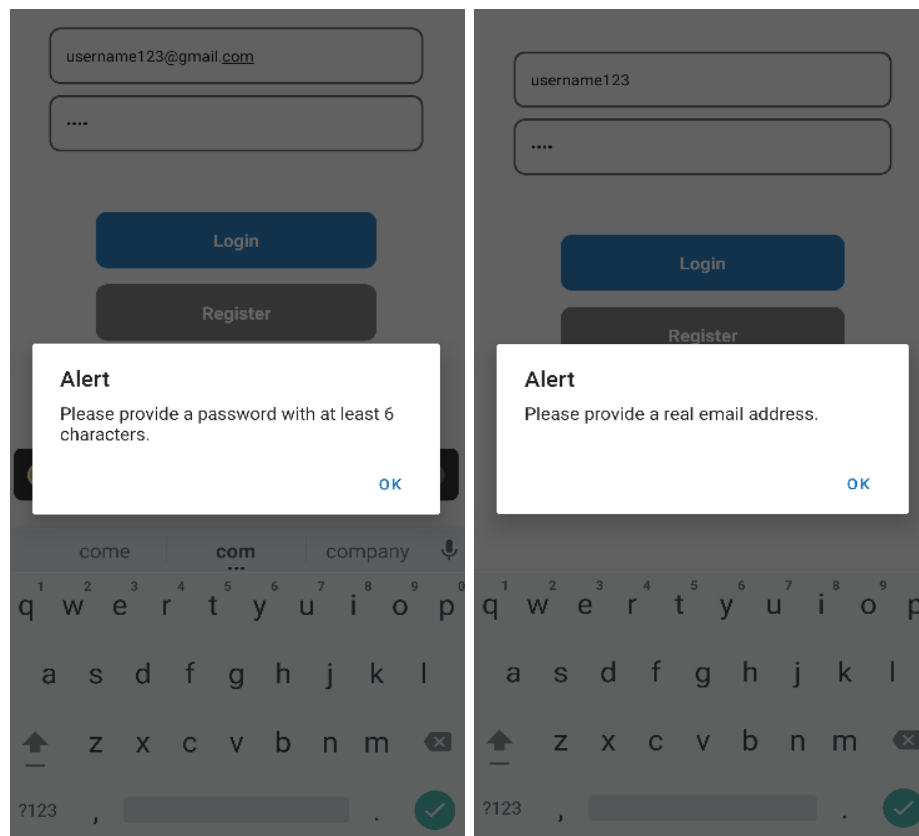 username123@gmail.com
••••
Login
Register
Alert
Please provide a password with at least 6
characters.
OK
come com company
1 2 3 4 5 6 7 8 9 0
q w e r t y u i o p
a s d f g h j k l
z x c v b n m
?123 , .
username123
••••
Login
Register
Alert
Please provide a real email address.
OK
1 2 3 4 5 6 7 8 9
q w e r t y u i o p
a s d f g h j k l
z x c v b n m
?123 , .